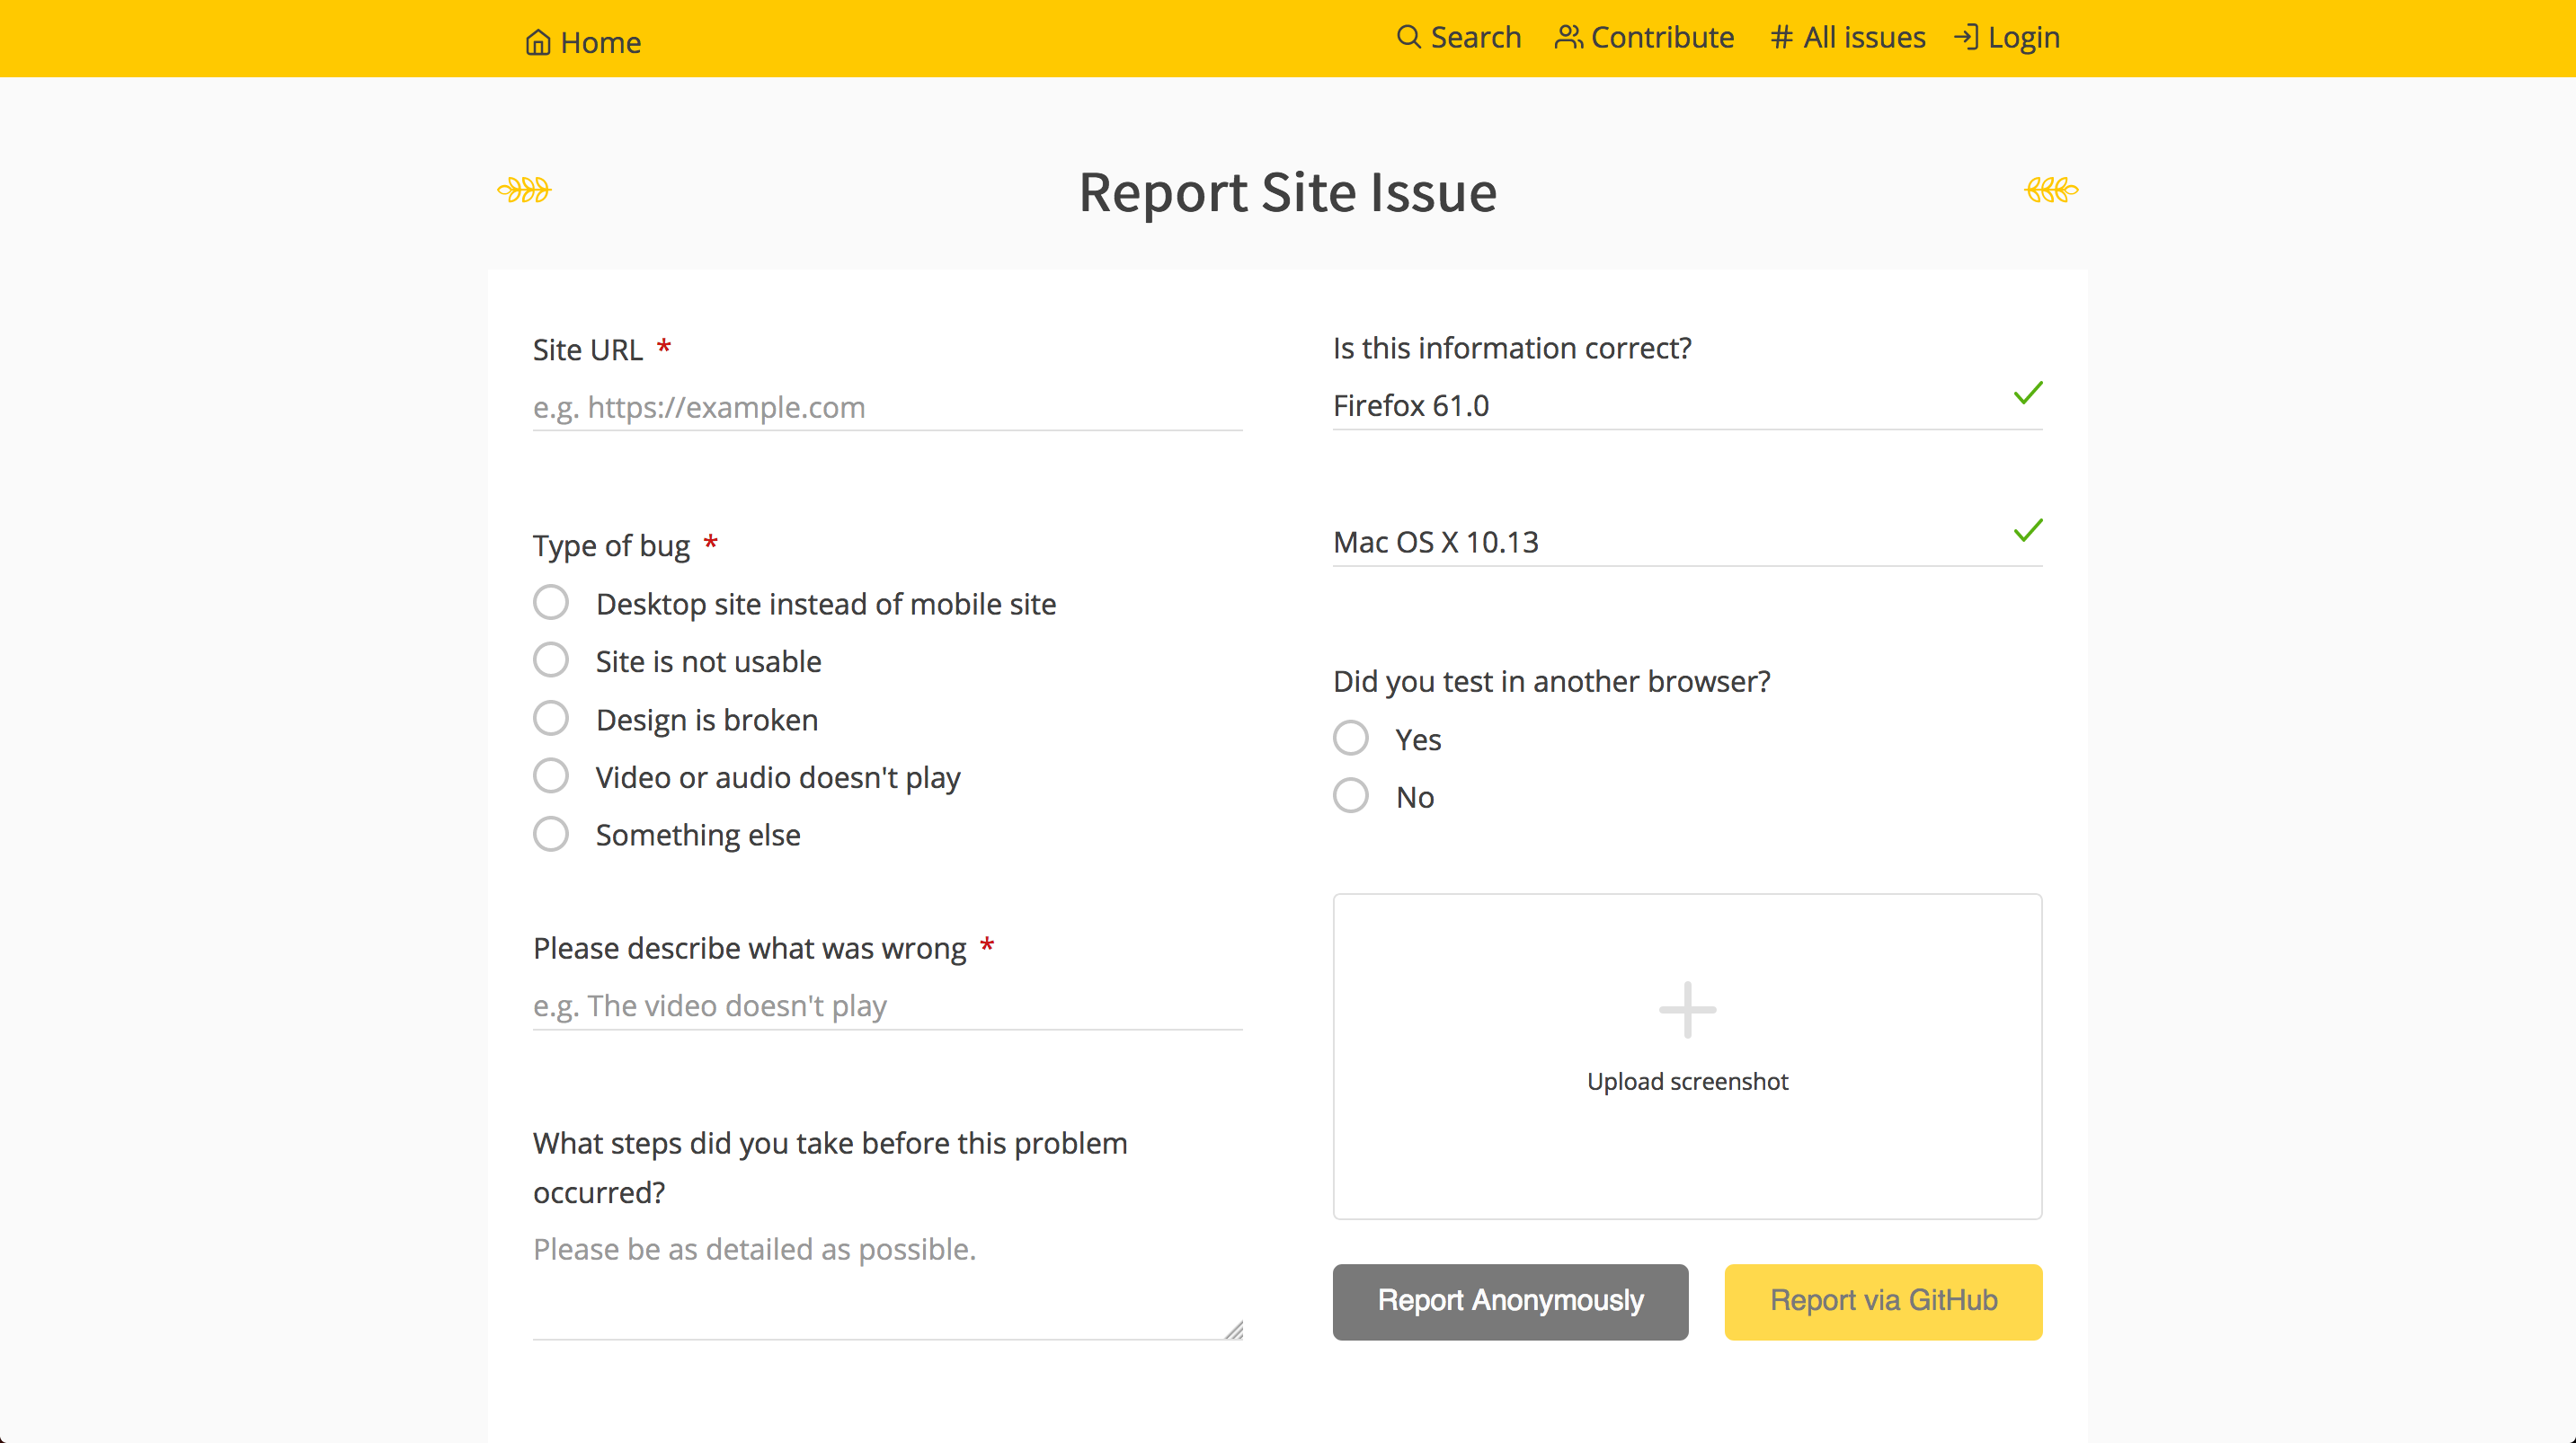 Home
Search
Contribute
All issues
Login
Report Site Issue
Site URL *
e.g. https://example.com
Type of bug *
Desktop site instead of mobile site
Site is not usable
Design is broken
Video or audio doesn't play
Something else
Please describe what was wrong *
e.g. The video doesn't play
What steps did you take before this problem
occurred?
Please be as detailed as possible.
Is this information correct?
Firefox 61.0
Mac OS X 10.13
Did you test in another browser?
Yes
No
Upload screenshot
Report Anonymously
Report via GitHub